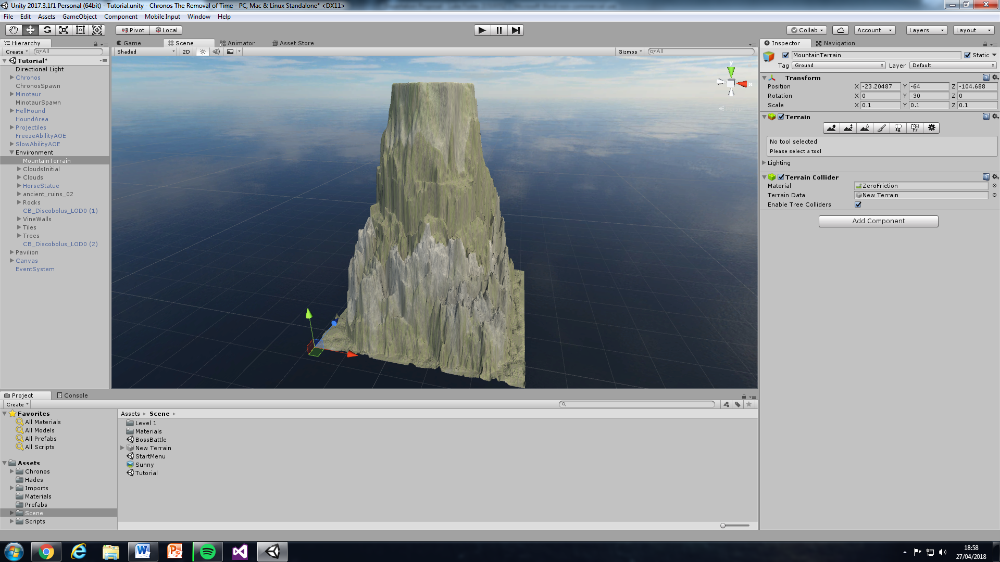 Unity 2017.3.1f1 Personal (64bit) - Tutorial.unity - Chronos The Removal of Time - PC, Mac & Linux Standalone* <DX11>
File Edit Assets GameObject Component Mobile Input Window Help
Pivot Local
Collab Account Layers Layout
Hierarchy
Create All
Tutorial*
Directional Light
Chronos
ChronosSpawn
Minotaur
MinotaurSpawn
HellHound
HoundArea
Projectiles
FreezeAbilityAOE
SlowAbilityAOE
Environment
MountainTerrain
CloudsInitial
Clouds
HorseStatue
ancient_ruins_02
Rocks
CB_Discobolus_LOD0 (1)
VineWalls
Tiles
Trees
CB_Discobolus_LOD0 (2)
Pavilion
Canvas
EventSystem
Game Scene Animator Asset Store
Shaded 2D Gizmos All
y
x
Inspector Navigation
MountainTerrain Static
Tag Ground Layer Default
Transform
Position X -23.20487 Y -64 Z -104.688
Rotation X 0 Y -30 Z 0
Scale X 0.1 Y 0.1 Z 0.1
Terrain
No tool selected
Please select a tool
Lighting
Terrain Collider
Material ZeroFriction
Terrain Data New Terrain
Enable Tree Colliders
Add Component
Project Console
Create
Favorites
All Materials
All Models
All Prefabs
All Scripts
Assets
Chronos
Hades
Imports
Materials
Prefabs
Scene
Scripts
Assets Scene
Level 1
Materials
BossBattle
New Terrain
StartMenu
Sunny
Tutorial
18:58
27/04/2018